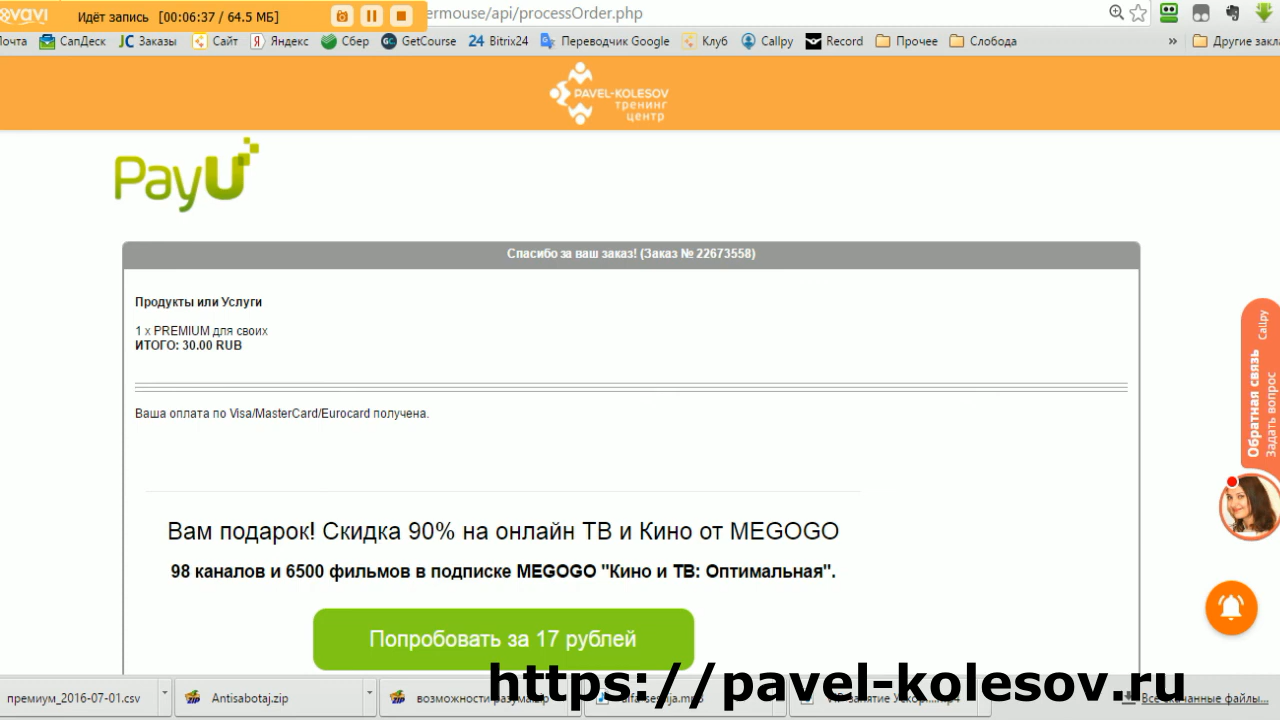 Идёт запись [00:06:37 / 64.5 МБ]
ermouse/api/processOrder.php
СапДеск
JC Заказы
Сайт
Я Яндекс
Сбер
GC GetCourse
24 Bitrix24
Переводчик Google
Клуб
Callpy
Record
Прочее
Слобода
»
PAVEL-KOLESOV
тренинг
центр
PayU
Спасибо за ваш заказ! (Заказ № 22673558)
Продукты или Услуги
1 x PREMIUM для своих
ИТОГО: 30.00 RUB
Ваша оплата по Visa/MasterCard/Eurocard получена.
Callpy
Обратная связь
Задать вопрос
Вам подарок! Скидка 90% на онлайн ТВ и Кино от MEGOGO
98 каналов и 6500 фильмов в подписке MEGOGO "Кино и ТВ: Оптимальная".
Попробовать за 17 рублей
https://pavel-kolesov.ru
премиум_2016-07-01.csv
Antisabotaj.zip
Все скачанные файлы...